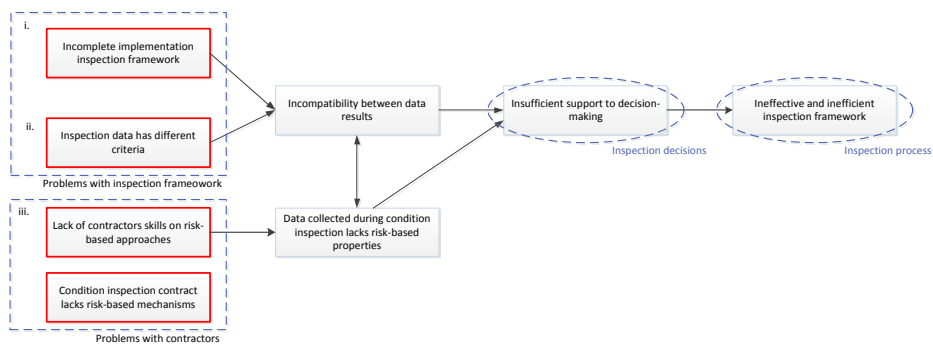 i.
Incomplete implementation
inspection framework
ii.
Inspection data has different
criteria
Problems with inspection frameowork
iii.
Lack of contractors skills on risk-
based approaches
Condition inspection contract
lacks risk-based mechanisms
Problems with contractors
Incompatibility between data
results
Data collected during condition
inspection lacks risk-based
properties
Insufficient support to decision-
making
Inspection decisions
Ineffective and inefficient
inspection framework
Inspection process